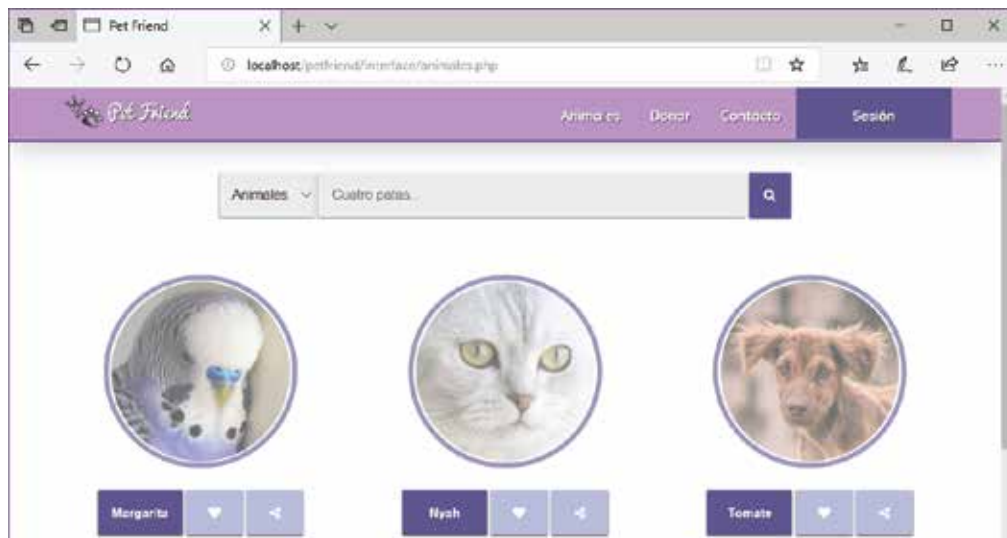 Pet Friend
localhost/petfriend/interface/animales.php
Pet Friend
Animales Donar Contacto Sesión
Animales Cuatro patas...
Margarita Nyah Tomate